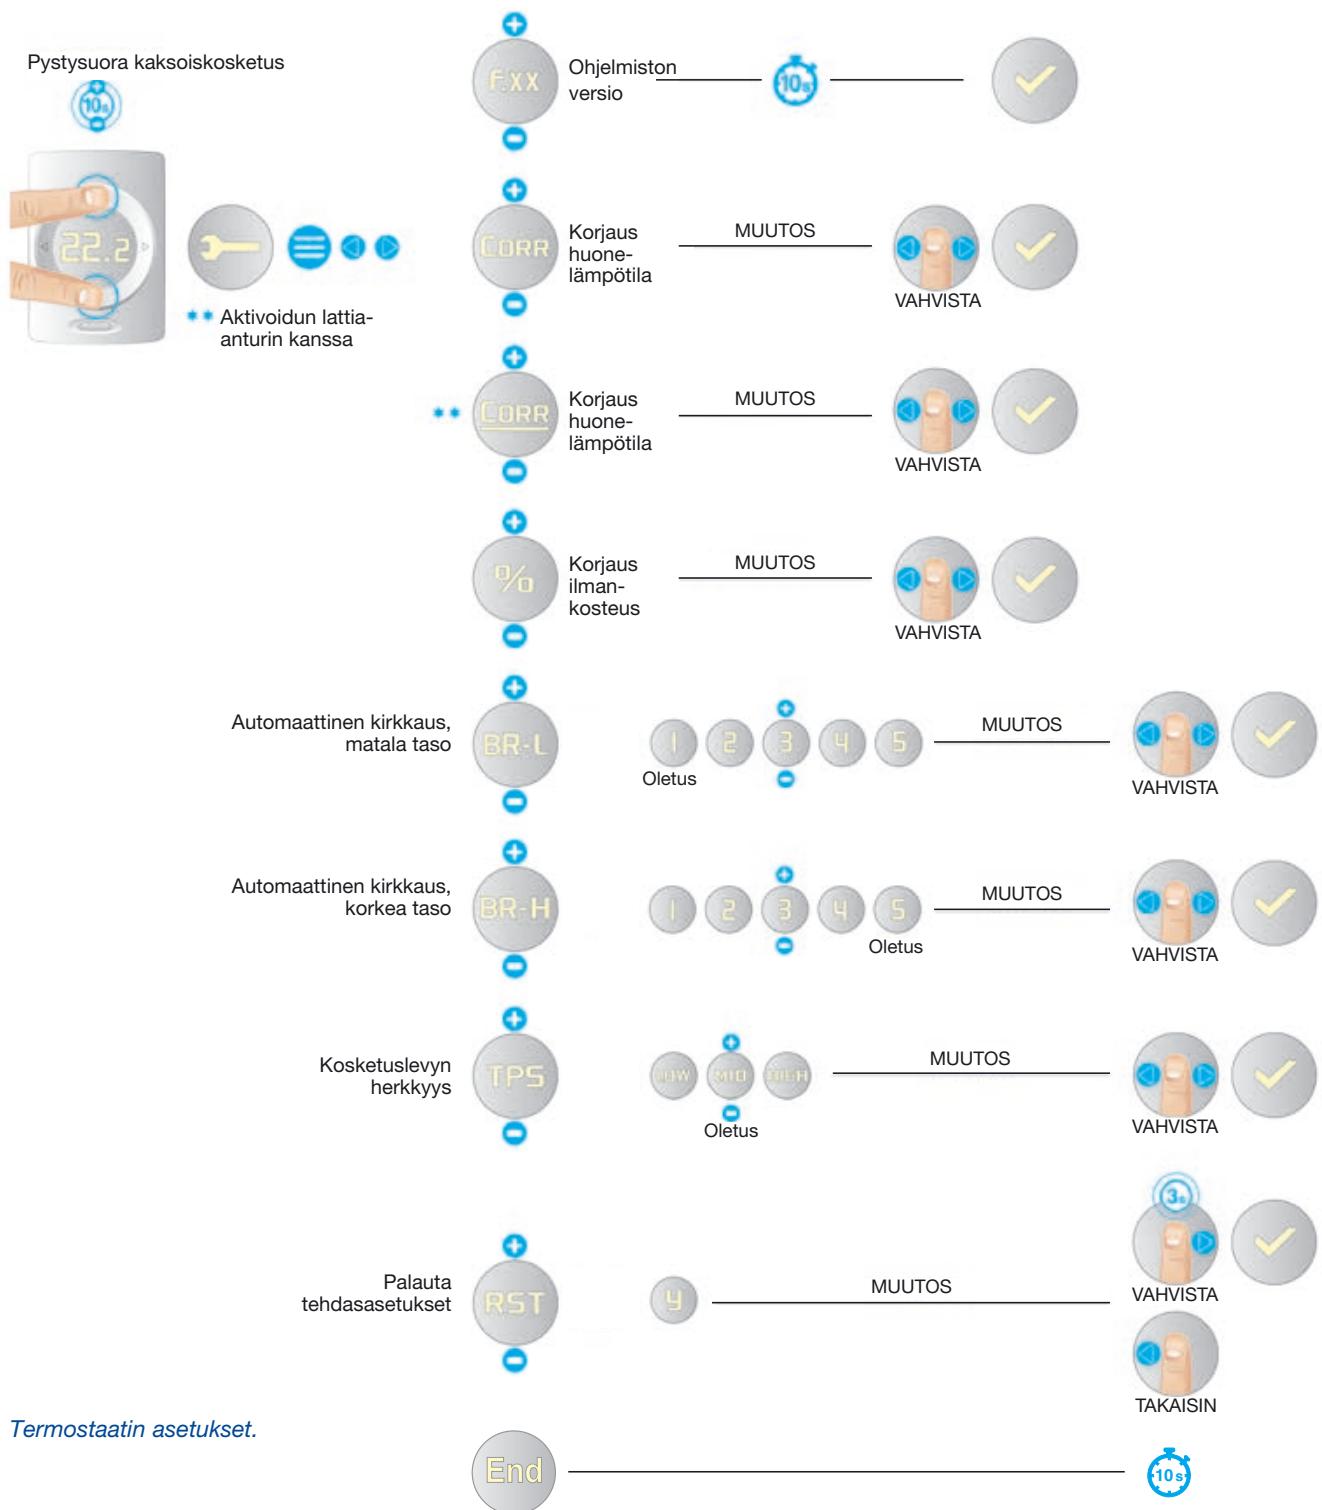 Pystysuora kaksoiskosketus
10s
22.2
** Aktivoidun lattia-
anturin kanssa
F.XX
Ohjelmiston
versio
10s
CORR
Korjaus
huone-
lämpötila
MUUTOS
VAHVISTA
**
CORR
Korjaus
huone-
lämpötila
MUUTOS
VAHVISTA
%
Korjaus
ilman-
kosteus
MUUTOS
VAHVISTA
Automaattinen kirkkaus,
matala taso
BR-L
1 2 3 4 5
Oletus
MUUTOS
VAHVISTA
Automaattinen kirkkaus,
korkea taso
BR-H
1 2 3 4 5
Oletus
MUUTOS
VAHVISTA
Kosketuslevyn
herkkyys
TPS
LOW MID HIGH
Oletus
MUUTOS
VAHVISTA
Palauta
tehdasasetukset
RST
y
MUUTOS
3s
VAHVISTA
TAKAISIN
Termostaatin asetukset.
End
10 s